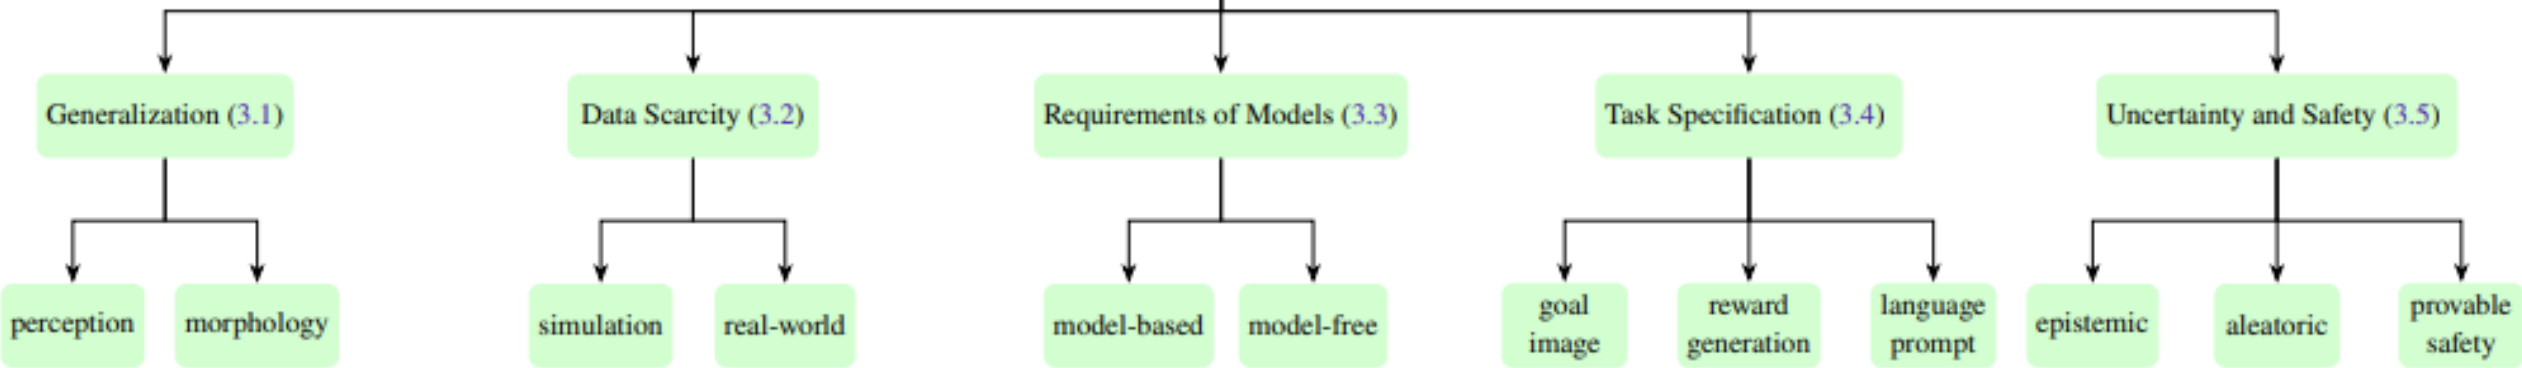 Generalization (3.1)
Data Scarcity (3.2)
Requirements of Models (3.3)
Task Specification (3.4)
Uncertainty and Safety (3.5)
perception
morphology
simulation
real-world
model-based
model-free
goal
image
reward
generation
language
prompt
epistemic
aleatoric
provable
safety